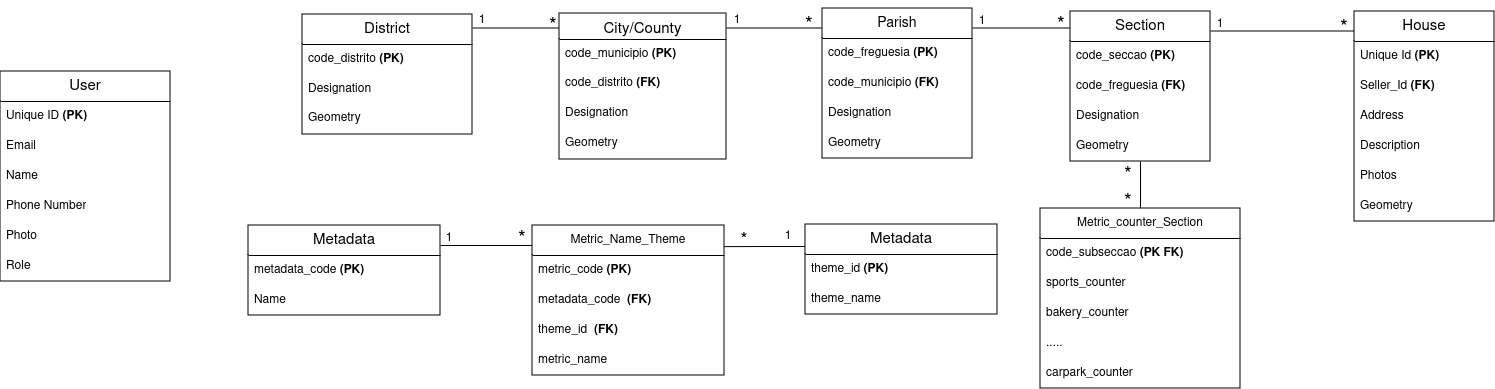 User
Unique ID (PK)
Email
Name
Phone Number
Photo
Role
District
code_distrito (PK)
Designation
Geometry
1
*
City/County
code_municipio (PK)
code_distrito (FK)
Designation
Geometry
1
*
Parish
code_freguesia (PK)
code_municipio (FK)
Designation
Geometry
1
*
Section
code_seccao (PK)
code_freguesia (FK)
Designation
Geometry
1
*
House
Unique Id (PK)
Seller_Id (FK)
Address
Description
Photos
Geometry
*
*
Metric_counter_Section
code_subseccao (PK FK)
sports_counter
bakery_counter
.....
carpark_counter
Metadata
metadata_code (PK)
Name
1
*
Metric_Name_Theme
metric_code (PK)
metadata_code (FK)
theme_id (FK)
metric_name
*
1
Metadata
theme_id (PK)
theme_name